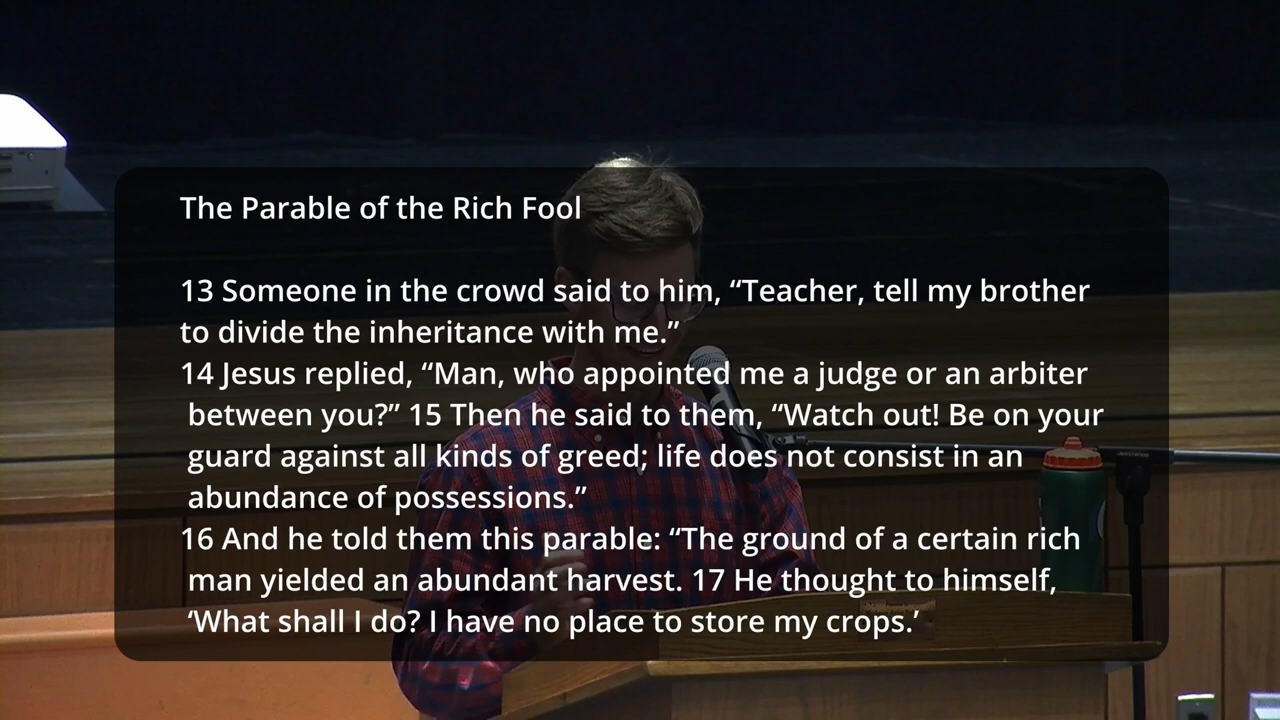 The Parable of the Rich Fool
13 Someone in the crowd said to him, “Teacher, tell my brother
to divide the inheritance with me.”
14 Jesus replied, “Man, who appointed me a judge or an arbiter
between you?” 15 Then he said to them, “Watch out! Be on your
guard against all kinds of greed; life does not consist in an
abundance of possessions.”
16 And he told them this parable: “The ground of a certain rich
man yielded an abundant harvest. 17 He thought to himself,
‘What shall I do? I have no place to store my crops.’